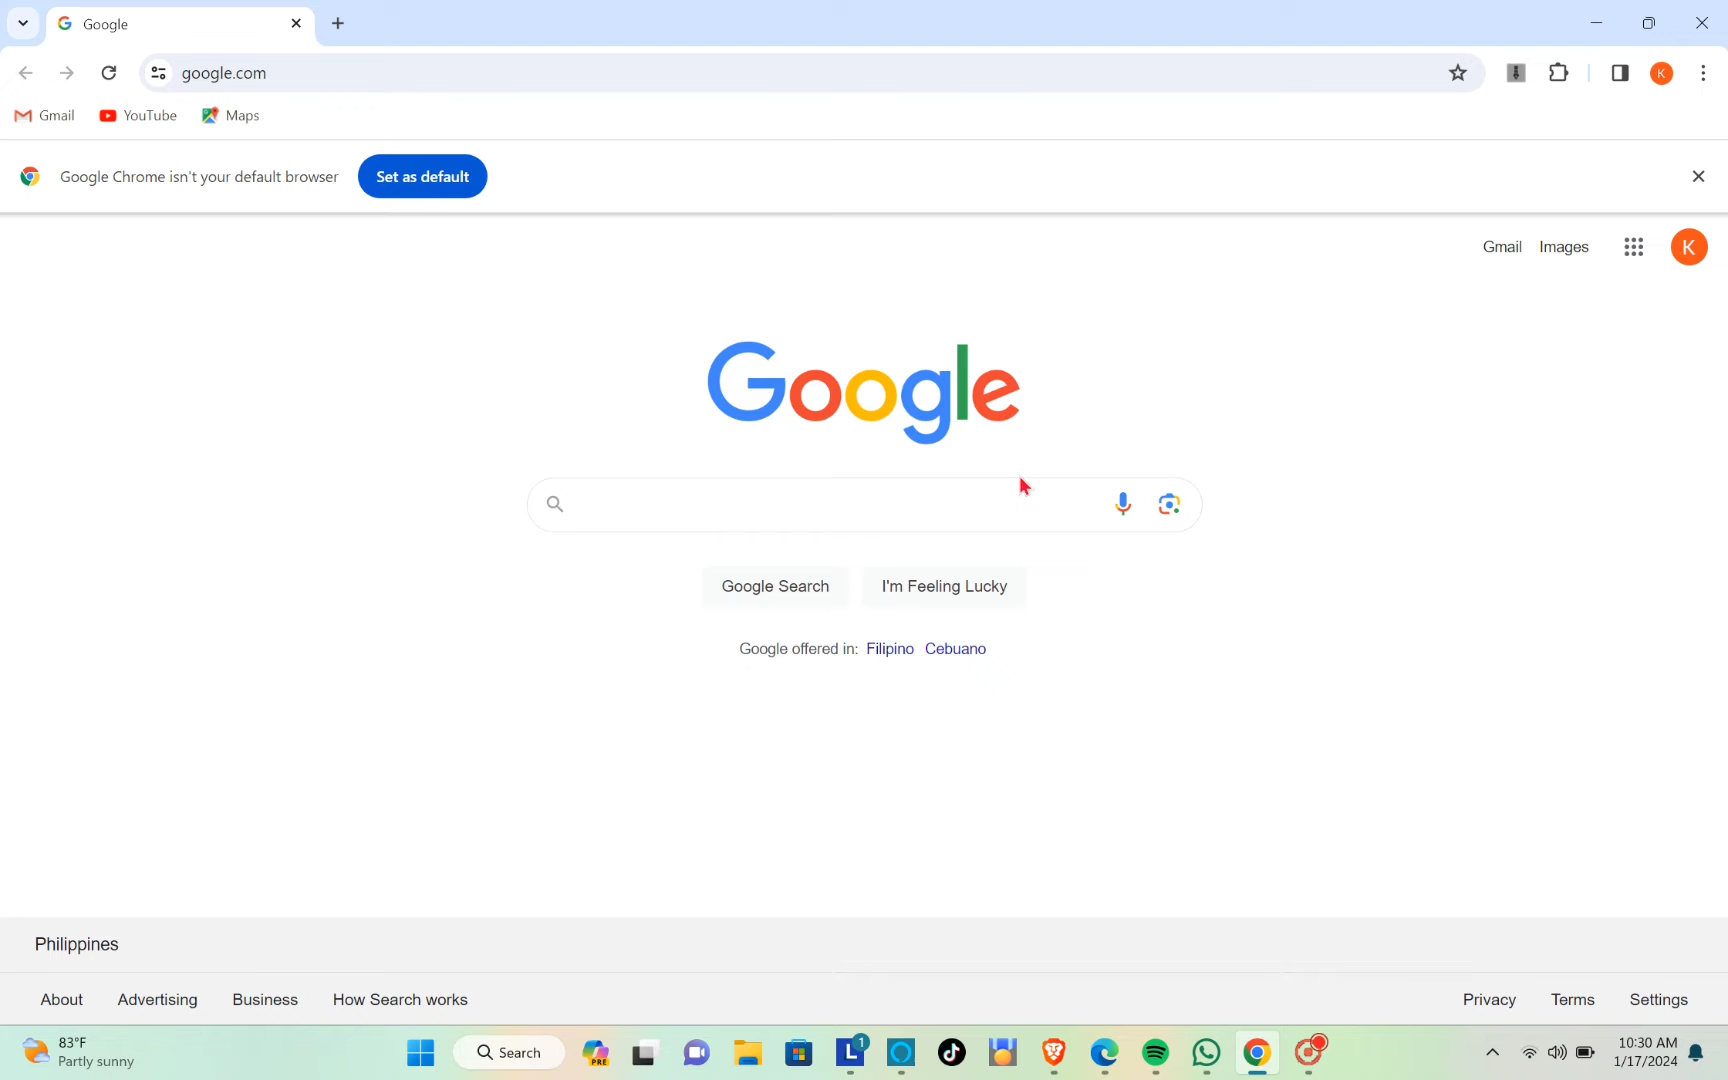 Google
google.com
Gmail YouTube Maps
Google Chrome isn't your default browser Set as default
Gmail Images K
Google
Google Search I'm Feeling Lucky
Google offered in: Filipino Cebuano
Philippines
About Advertising Business How Search works Privacy Terms Settings
83°F
Partly sunny
Search
PRE
L 1
10:30 AM
1/17/2024